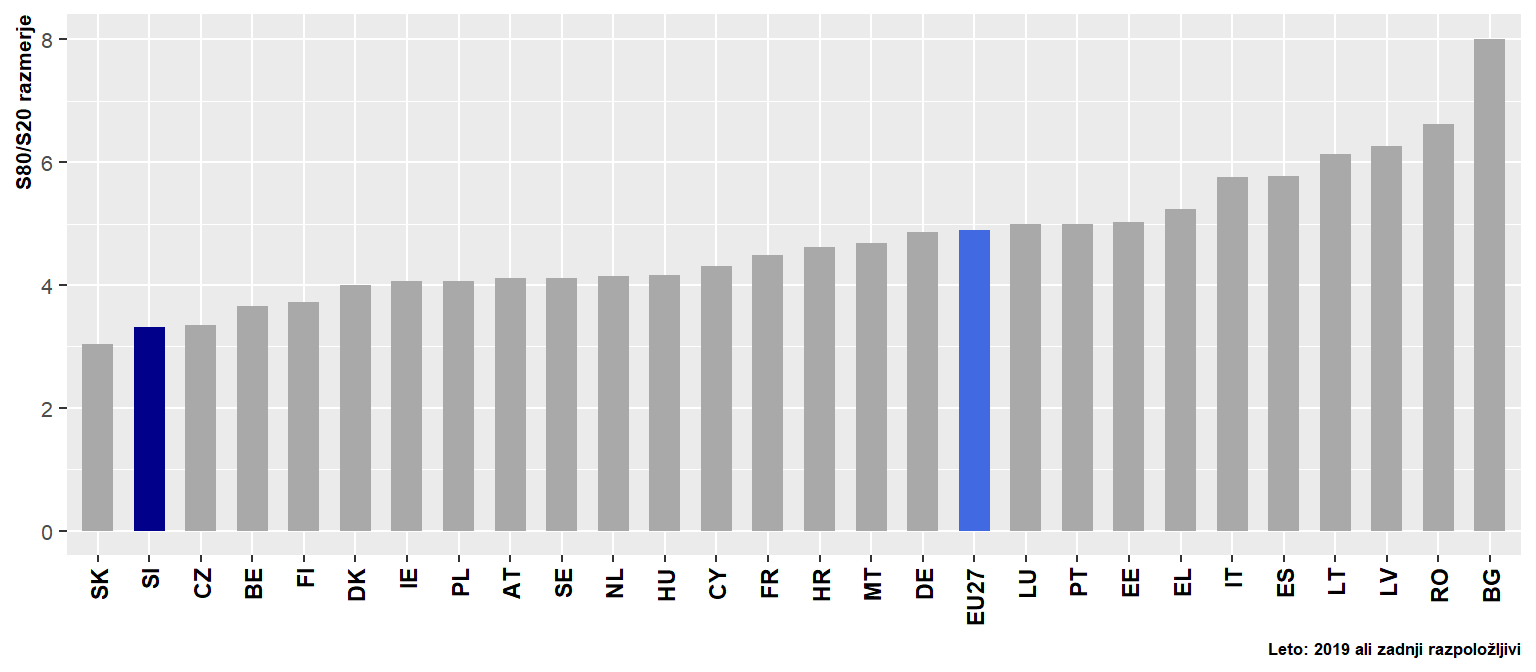 S80/S20 razmerje
8
6
4
2
0
SK SI CZ BE FI DK IE PL AT SE NL HU CY FR HR MT DE EU27 LU PT EE EL IT ES LT LV RO BG
Leto: 2019 ali zadnji razpoložljivi